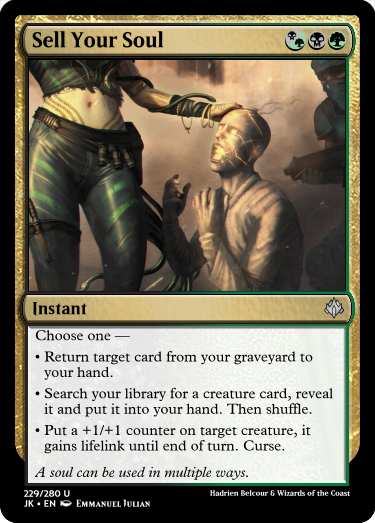 Sell Your Soul
Instant
Choose one —
• Return target card from your graveyard to
your hand.
• Search your library for a creature card, reveal
it and put it into your hand. Then shuffle.
• Put a +1/+1 counter on target creature, it
gains lifelink until end of turn. Curse.
A soul can be used in multiple ways.
229/280 U
JK • EN Emmanuel Julian
Hadrien Belcour & Wizards of the Coast